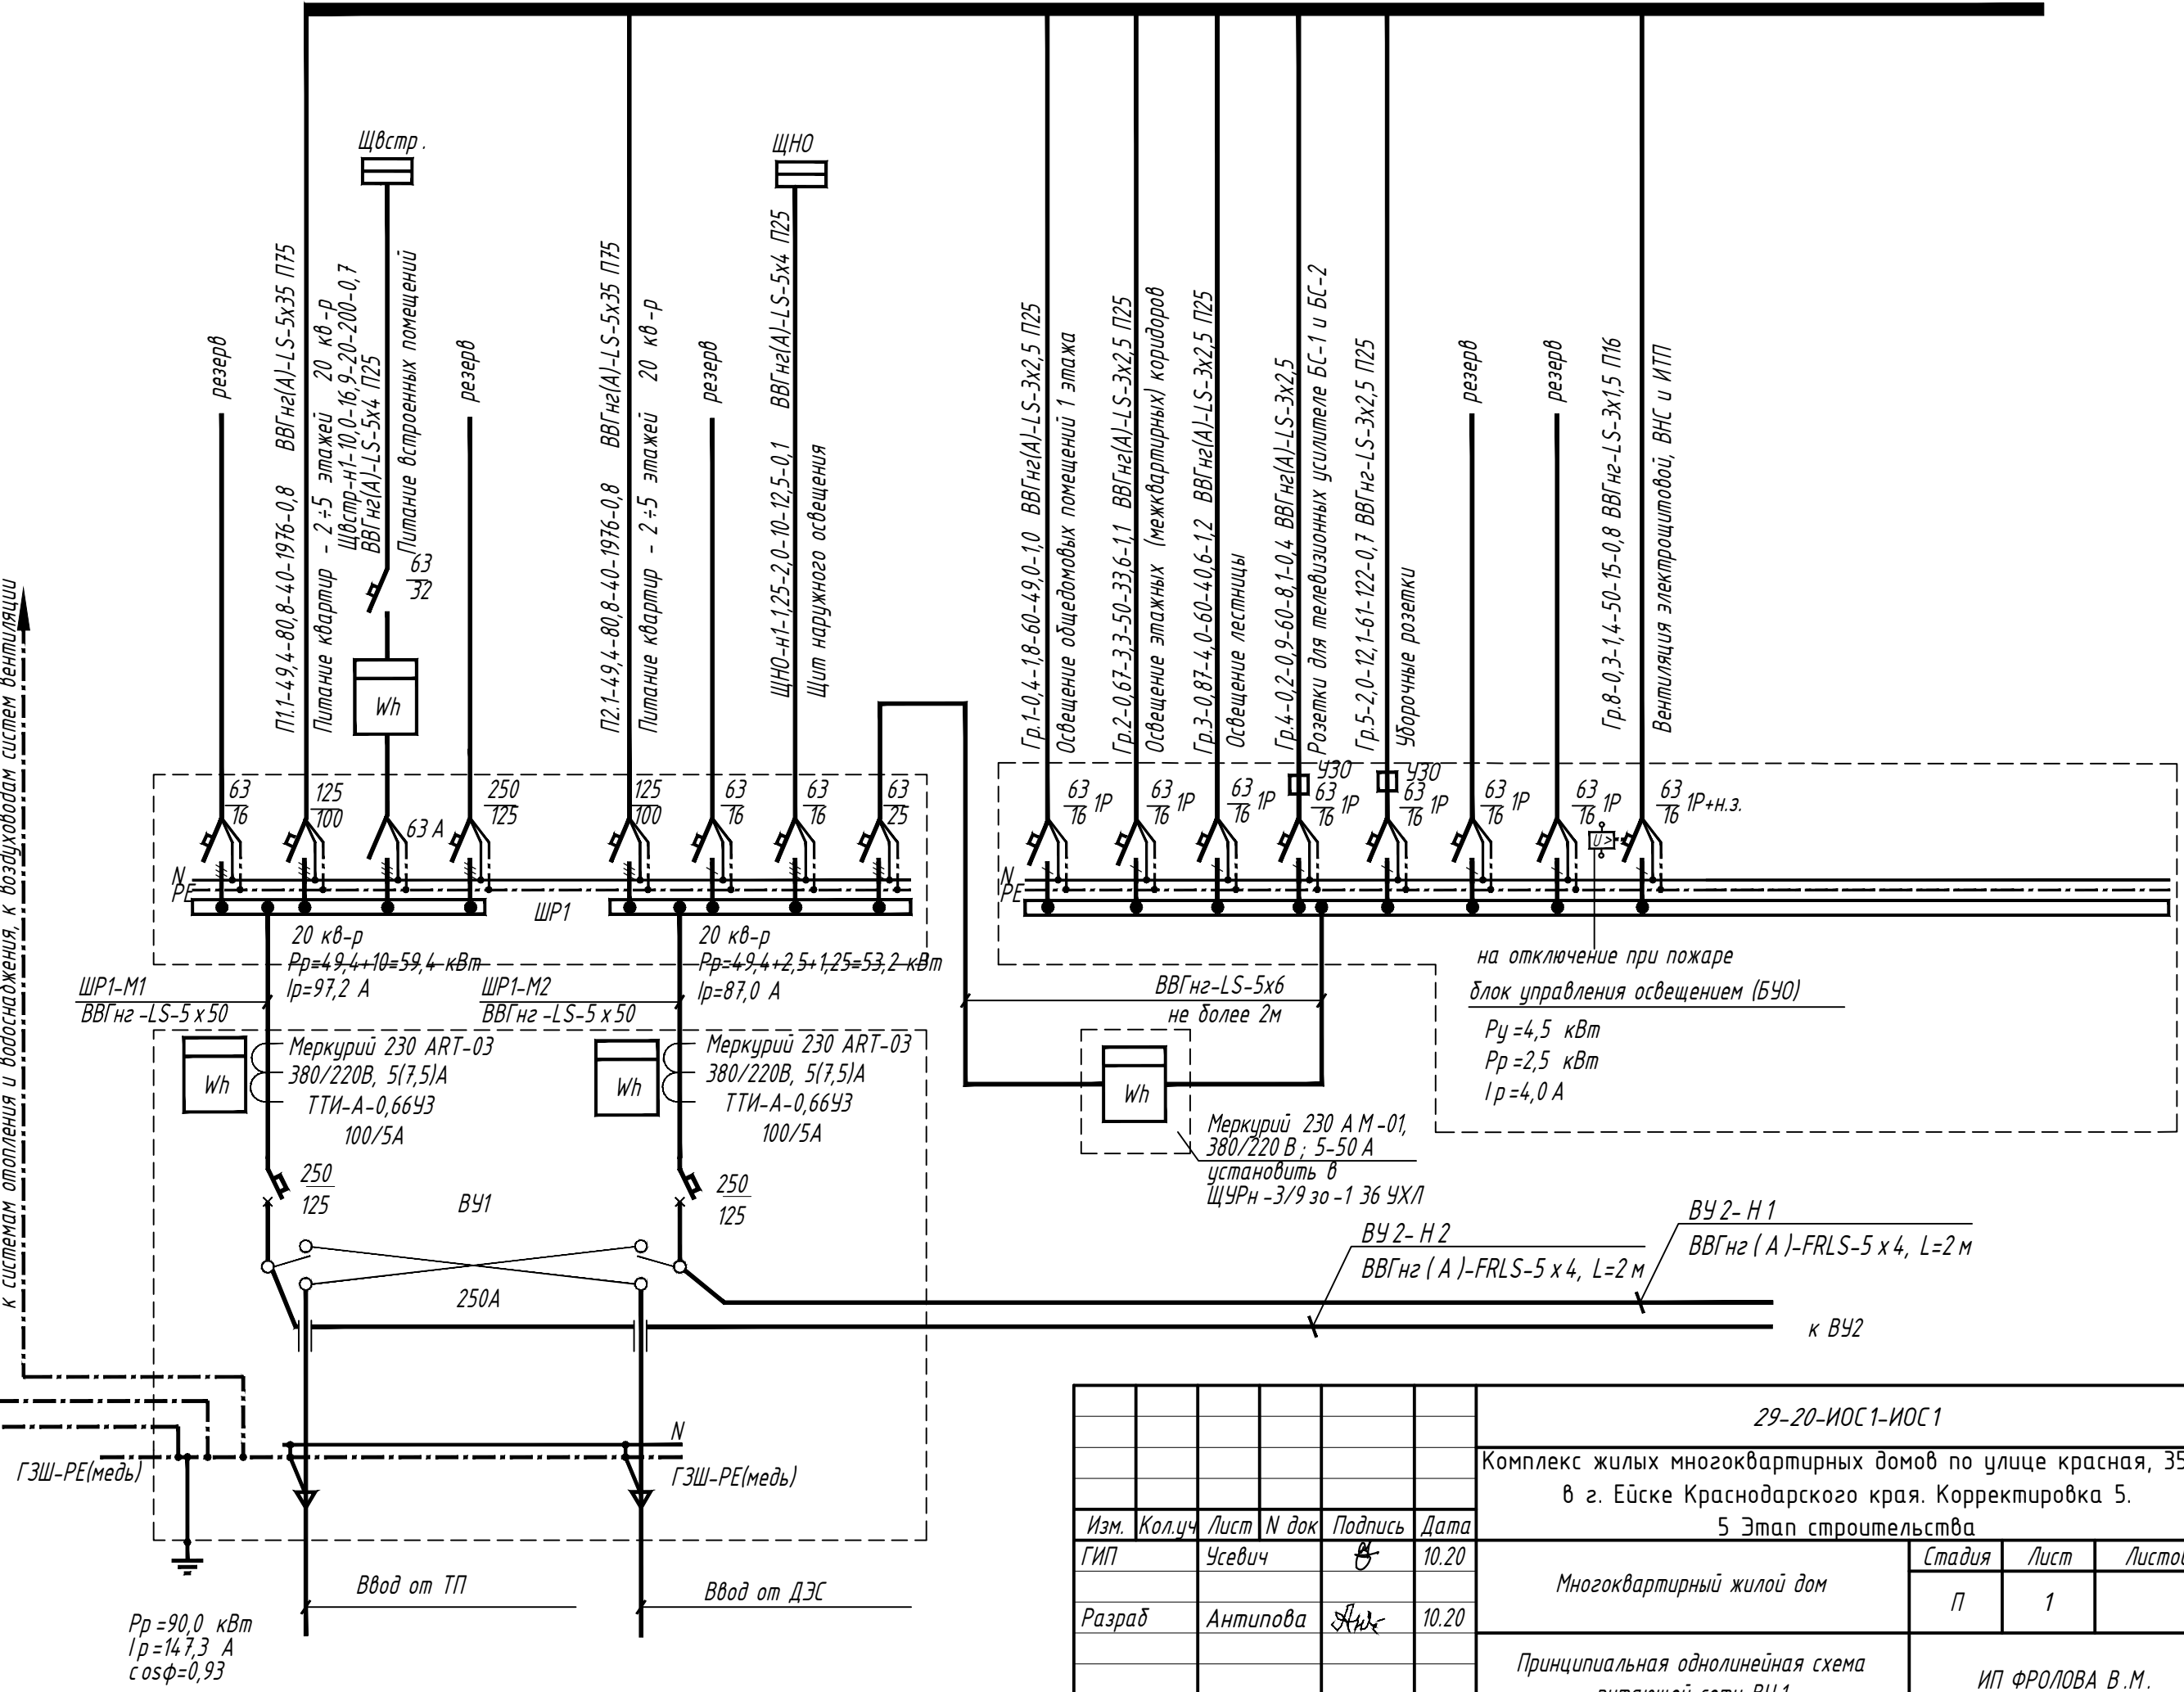 Щвстр.
ЩНО
резерв
П1.1-49,4-80,8-40-1976-0,8 ВВГнг(А)-LS-5х35 П75
Питание квартир - 2÷5 этажей 20 кв-р
Щвстр-н1-10,0-16,9-20-200-0,7
ВВГнг(А)-LS-5х4 П25
Питание встроенных помещений
резерв
П2.1-49,4-80,8-40-1976-0,8 ВВГнг(А)-LS-5х35 П75
Питание квартир - 2÷5 этажей 20 кв-р
резерв
ЩНО-н1-1,25-2,0-10-12,5-0,1 ВВГнг(А)-LS-5х4 П25
Щит наружного освещения
Гр.1-0,4-1,8-60-49,0-1,0 ВВГнг(А)-LS-3х2,5 П25
Освещение общедомовых помещений 1 этажа
Гр.2-0,67-3,3-50-33,6-1,1 ВВГнг(А)-LS-3х2,5 П25
Освещение этажных (межквартирных) коридоров
Гр.3-0,87-4,0-60-40,6-1,2 ВВГнг(А)-LS-3х2,5 П25
Освещение лестницы
Гр.4-0,2-0,9-60-8,1-0,4 ВВГнг(А)-LS-3х2,5
Розетки для телевизионных усилителе БС-1 и БС-2
Гр.5-2,0-12,1-61-122-0,7 ВВГнг-LS-3х2,5 П25
Уборочные розетки
резерв
резерв
Гр.8-0,3-1,4-50-15-0,8 ВВГнг-LS-3х1,5 П16
Вентиляция электрощитовой, ВНС и ИТП
к системам отопления и водоснабжения, к воздуховодам систем вентиляции
63
32
Wh
63
16
125
100
63 А
250
125
125
100
63
16
63
16
63
25
УЗО
УЗО
63
16 1Р
63
16 1Р
63
16 1Р
63
16 1Р
63
16 1Р
63
16 1Р
63
16 1Р
63
16 1Р+н.з.
U>
N
PE
N
PE
ШР1
20 кв-р
Рр=49,4+10=59,4 кВт
Iр=97,2 А
20 кв-р
Рр=49,4+2,5+1,25=53,2 кВт
Iр=87,0 А
ШР1-М1
ВВГнг -LS-5 х 50
ШР1-М2
ВВГнг -LS-5 х 50
ВВГнг-LS-5х6
не более 2м
на отключение при пожаре
блок управления освещением (БУО)
Ру =4,5 кВт
Рр =2,5 кВт
I р =4,0 А
Wh
Меркурий 230 ART-03
380/220В, 5(7,5)А
ТТИ-А-0,66У3
100/5А
Wh
Меркурий 230 ART-03
380/220В, 5(7,5)А
ТТИ-А-0,66У3
100/5А
Wh
Меркурий 230 А М -01,
380/220 В ; 5-50 А
установить в
ЩУРн -3/9 зо -1 36 УХЛ
250
125
ВУ1
250
125
250А
ВУ 2- Н 2
ВВГнг ( А )-FRLS-5 х 4, L=2 м
ВУ 2- Н 1
ВВГнг ( А )-FRLS-5 х 4, L=2 м
к ВУ2
N
ГЗШ-РЕ(медь)
ГЗШ-РЕ(медь)
Ввод от ТП
Ввод от ДЭС
Рр =90,0 кВт
I р =147,3 А
cosφ=0,93
29-20-ИОС1-ИОС1
Комплекс жилых многоквартирных домов по улице красная, 35
в г. Ейске Краснодарского края. Корректировка 5.
5 Этап строительства
Изм. Кол.уч Лист N док Подпись Дата
ГИП Усевич 10.20
Многоквартирный жилой дом
Стадия Лист Листов
П 1
Разраб Антипова 10.20
Принципиальная однолинейная схема
питающей сети ВУ 1
ИП ФРОЛОВА В .М .